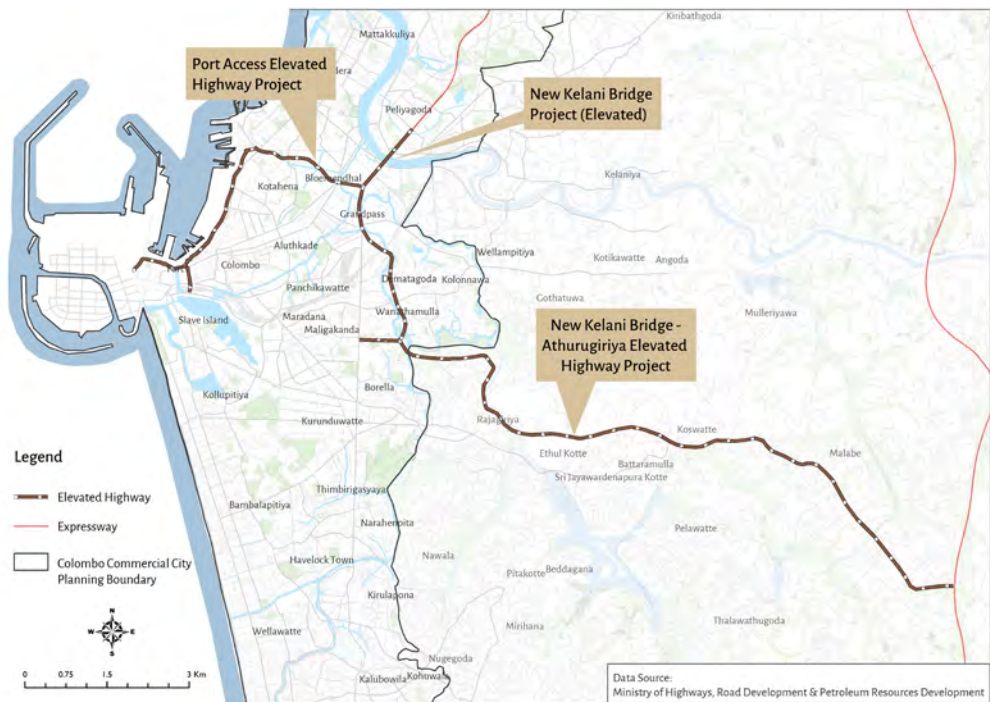 Kiribathgoda
Mattakkuliya
Port Access Elevated
Highway Project
dera
New Kelani Bridge
Project (Elevated)
Peliyagoda
Bloemendhal
Kotahena
Kelaniya
Grandpass
Aluthkade
Wellampitiya
Kotikawatte
Angoda
Colombo
Dematagoda
Kolonnawa
Panchikawatte
Gothatuwa
Mulleriyawa
Slave Island
Maradana
Wanathamulla
Maligakanda
New Kelani Bridge -
Athurugiriya Elevated
Highway Project
Borella
Kollupitiya
Kurunduwatte
Rajagiriya
Koswatte
Ethul Kotte
Malabe
Battaramulla
Sri Jayawardenapura Kotte
Legend
Elevated Highway
Expressway
Colombo Commercial City
Planning Boundary
Thimbirigasyaya
Bambalapitiya
Narahenpita
Pelawatte
Havelock Town
Nawala
Pitakotte
Beddagana
Kirulapona
N
W
E
S
Wellawatte
Mirihana
Thalawathugoda
Nugegoda
Kalubowila
Kohuwala
0 0.75 1.5 3 Km
Data Source:
Ministry of Highways, Road Development & Petroleum Resources Development